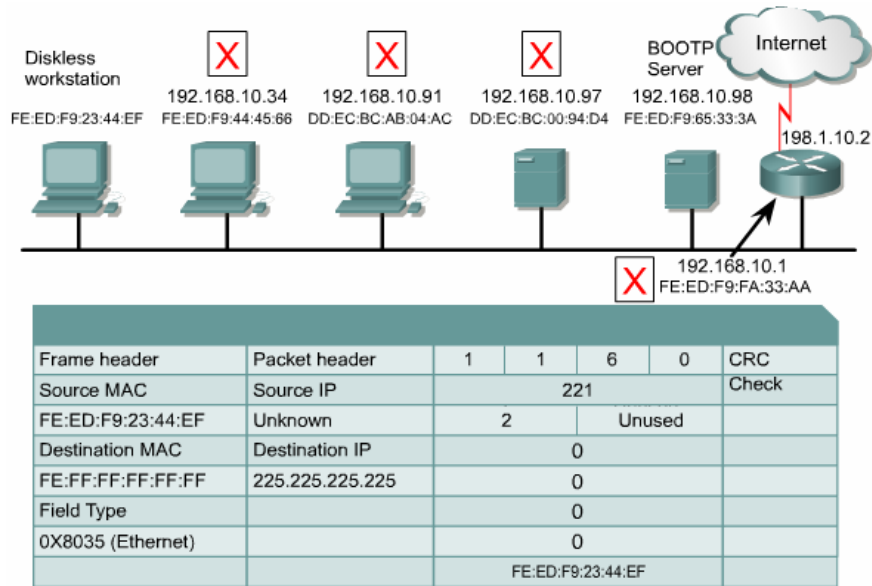 Diskless
workstation
FE:ED:F9:23:44:EF
X
192.168.10.34
FE:ED:F9:44:45:66
X
192.168.10.91
DD:EC:BC:AB:04:AC
X
192.168.10.97
DD:EC:BC:00:94:D4
BOOTP
Server
192.168.10.98
FE:ED:F9:65:33:3A
Internet
198.1.10.2
X
192.168.10.1
FE:ED:F9:FA:33:AA
Frame header Packet header 1 1 6 0 CRC
Source MAC Source IP 221 Check
FE:ED:F9:23:44:EF Unknown 2 Unused
Destination MAC Destination IP 0
FE:FF:FF:FF:FF:FF 225.225.225.225 0
Field Type 0
0X8035 (Ethernet) 0
FE:ED:F9:23:44:EF